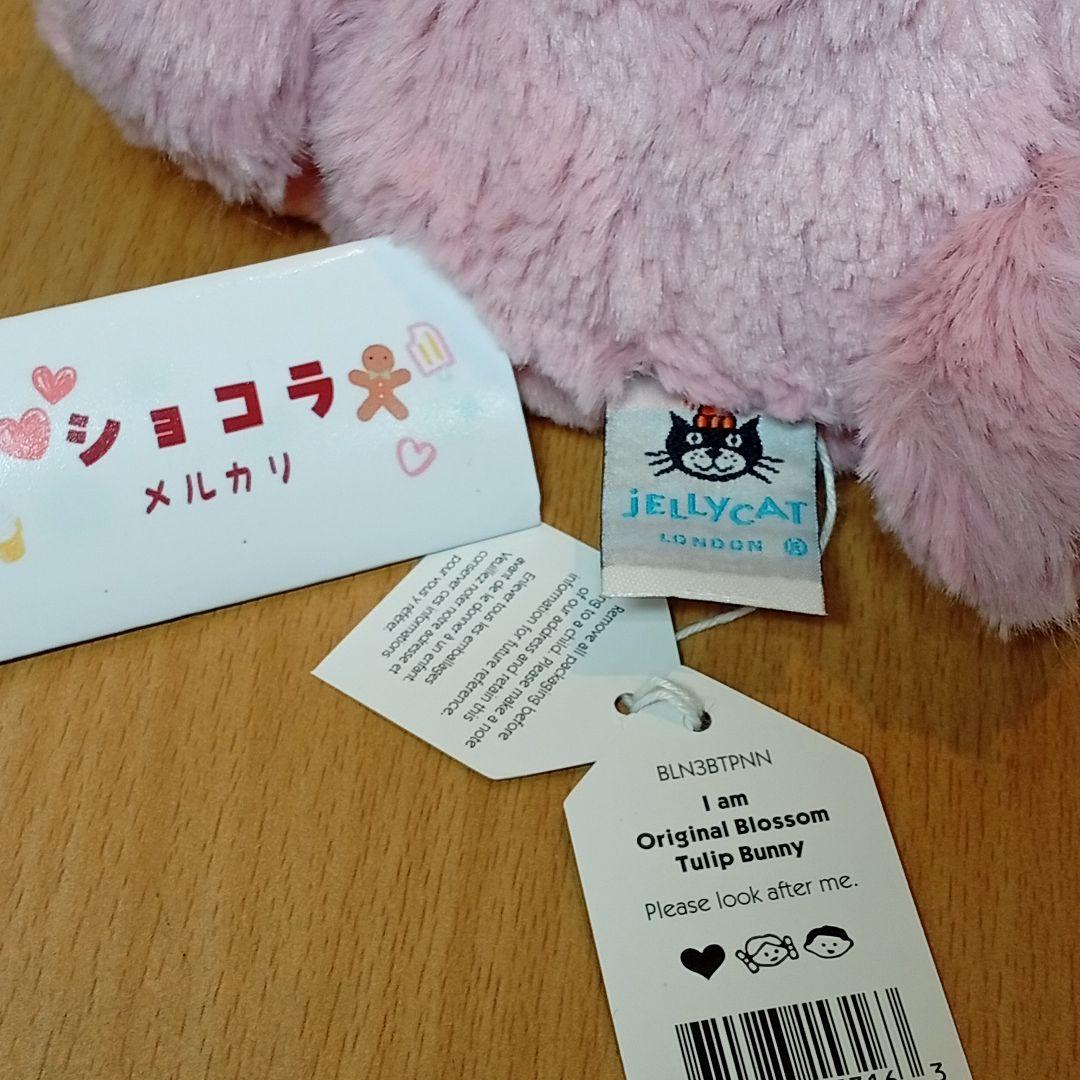 ショコラ
メルカリ
JELLYCAT
LONDON ®
Remove all packaging before
to a child. Please make a note
of our address and retain this
information for future reference.
Enlever tous les emballages
avant de le donner à un enfant
Veuillez noter notre adresse et
conserver ces informations
pour vous y référer
BLN3BTPNN
I am
Original Blossom
Tulip Bunny
Please look after me.
3